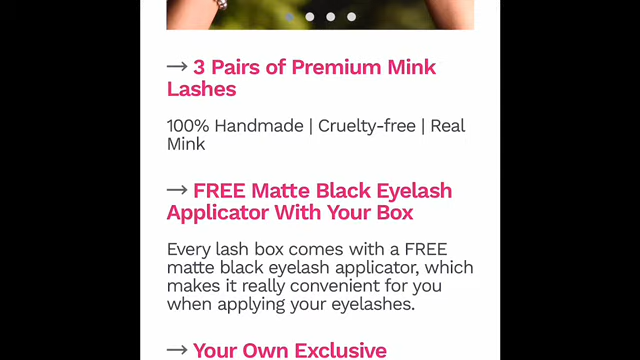 → 3 Pairs of Premium Mink
Lashes
100% Handmade | Cruelty-free | Real
Mink
→ FREE Matte Black Eyelash
Applicator With Your Box
Every lash box comes with a FREE
matte black eyelash applicator, which
makes it really convenient for you
when applying your eyelashes.
→ Your Own Exclusive